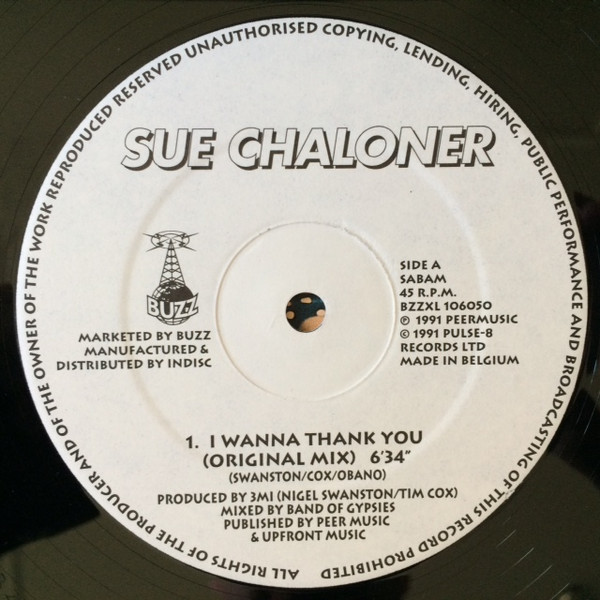 ALL RIGHTS OF THE PRODUCER AND OF THE OWNER OF THE WORK REPRODUCED RESERVED UNAUTHORISED COPYING, LENDING, HIRING, PUBLIC PERFORMANCE AND BROADCASTING OF THIS RECORD PROHIBITED
SUE CHALONER
BUZZ
MARKETED BY BUZZ
MANUFACTURED &
DISTRIBUTED BY INDISC
SIDE A
SABAM
45 R.P.M.
BZZXL 106050
℗ 1991 PEERMUSIC
© 1991 PULSE-8
RECORDS LTD
MADE IN BELGIUM
1. I WANNA THANK YOU
(ORIGINAL MIX) 6'34"
(SWANSTON/COX/OBANO)
PRODUCED BY 3MI (NIGEL SWANSTON/TIM COX)
MIXED BY BAND OF GYPSIES
PUBLISHED BY PEER MUSIC
& UPFRONT MUSIC